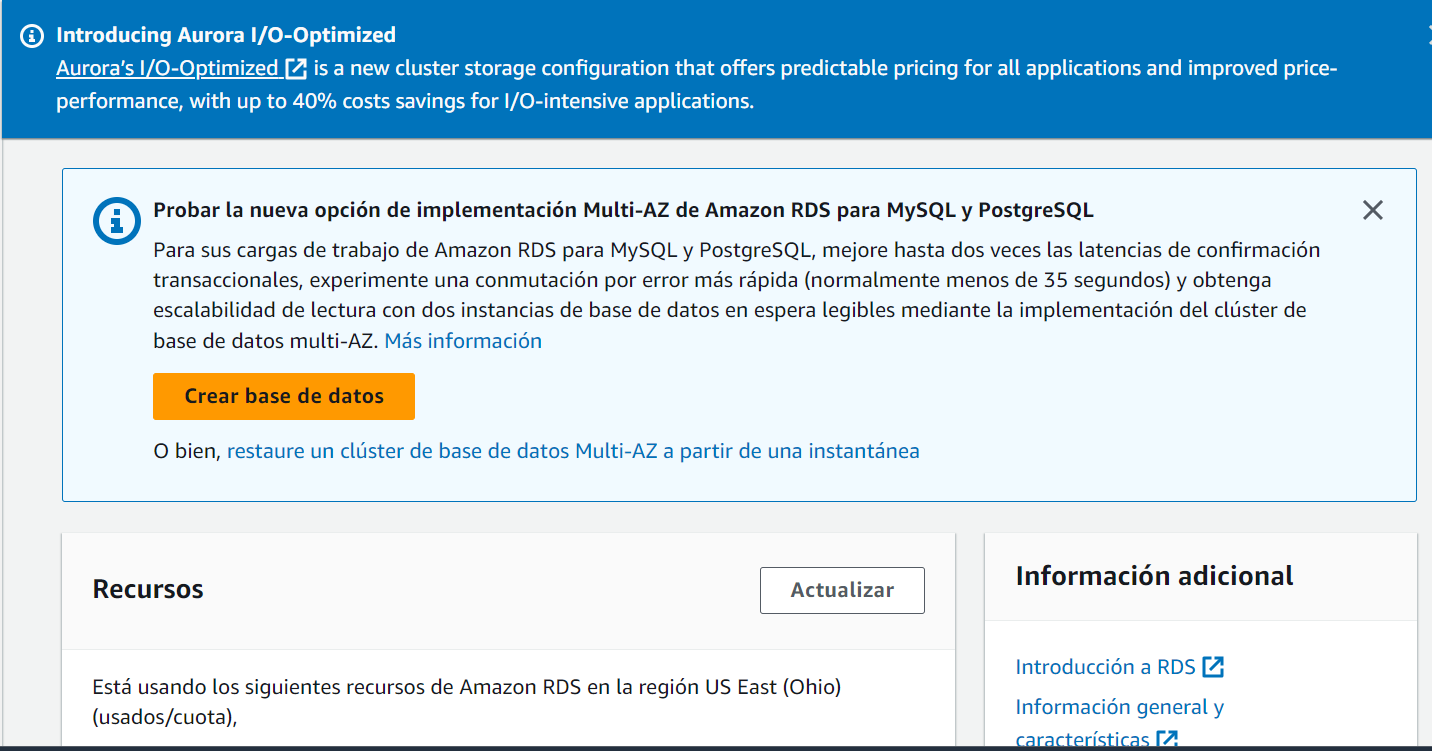 Introducing Aurora I/O-Optimized
Aurora's I/O-Optimized is a new cluster storage configuration that offers predictable pricing for all applications and improved price-
performance, with up to 40% costs savings for I/O-intensive applications.
Probar la nueva opción de implementación Multi-AZ de Amazon RDS para MySQL y PostgreSQL
Para sus cargas de trabajo de Amazon RDS para MySQL y PostgreSQL, mejore hasta dos veces las latencias de confirmación
transaccionales, experimente una conmutación por error más rápida (normalmente menos de 35 segundos) y obtenga
escalabilidad de lectura con dos instancias de base de datos en espera legibles mediante la implementación del clúster de
base de datos multi-AZ. Más información
Crear base de datos
O bien, restaure un clúster de base de datos Multi-AZ a partir de una instantánea
Recursos
Actualizar
Está usando los siguientes recursos de Amazon RDS en la región US East (Ohio)
(usados/cuota),
Información adicional
Introducción a RDS
Información general y
características